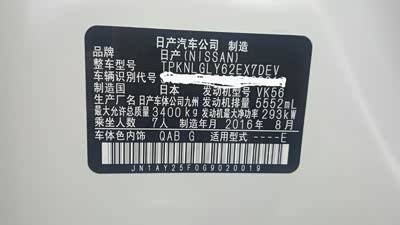 日产汽车公司 制造
日产(NISSAN)
整车型号 TPKNLGLY62EX7DEV
车辆识别代号
制造国 日本 发动机型号 VK56
生产厂名 日产车体公司九州 发动机排量 5552mL
最大允许总质量 3400kg 发动机最大净功率 293kW
乘坐人数 7人 制造年月 2016年 8月
车体色内饰 QAB G 适用型式 ----E
JN1AY25F0G9020019